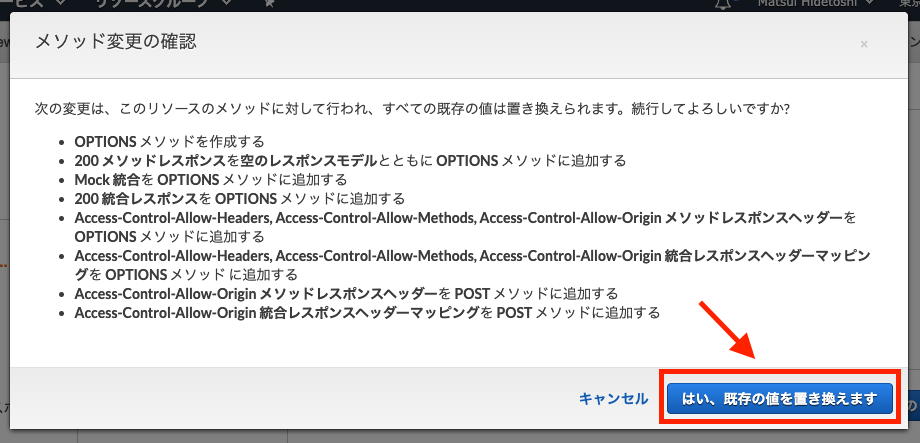 リソースグループ
Matsui Hidetoshi
メソッド変更の確認
×
次の変更は、このリソースのメソッドに対して行われ、すべての既存の値は置き換えられます。続行してよろしいですか?
• OPTIONS メソッドを作成する
• 200 メソッドレスポンスを空のレスポンスモデルとともに OPTIONS メソッドに追加する
• Mock 統合を OPTIONS メソッドに追加する
• 200 統合レスポンスを OPTIONS メソッドに追加する
• Access-Control-Allow-Headers, Access-Control-Allow-Methods, Access-Control-Allow-Origin メソッドレスポンスヘッダーを
OPTIONS メソッドに追加する
• Access-Control-Allow-Headers, Access-Control-Allow-Methods, Access-Control-Allow-Origin 統合レスポンスヘッダーマッピン
グを OPTIONS メソッド に追加する
• Access-Control-Allow-Origin メソッドレスポンスヘッダーを POST メソッドに追加する
• Access-Control-Allow-Origin 統合レスポンスヘッダーマッピングを POST メソッドに追加する
キャンセル
はい、既存の値を置き換えます